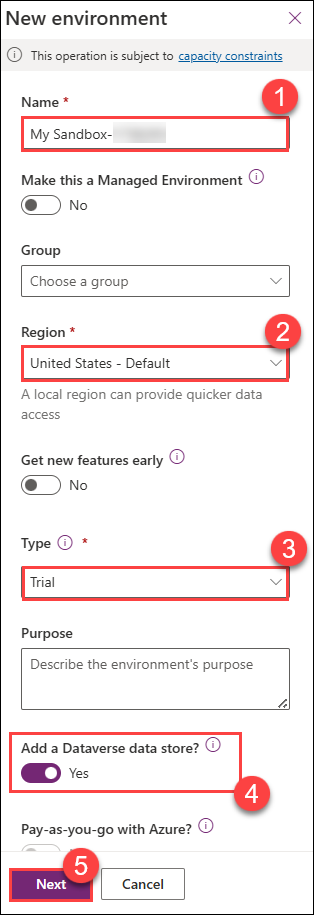 New environment
This operation is subject to capacity constraints
Name *
1
My Sandbox-
Make this a Managed Environment
No
Group
Choose a group
Region *
2
United States - Default
A local region can provide quicker data
access
Get new features early
No
Type *
3
Trial
Purpose
Describe the environment's purpose
Add a Dataverse data store?
Yes
4
Pay-as-you-go with Azure?
5
Next
Cancel